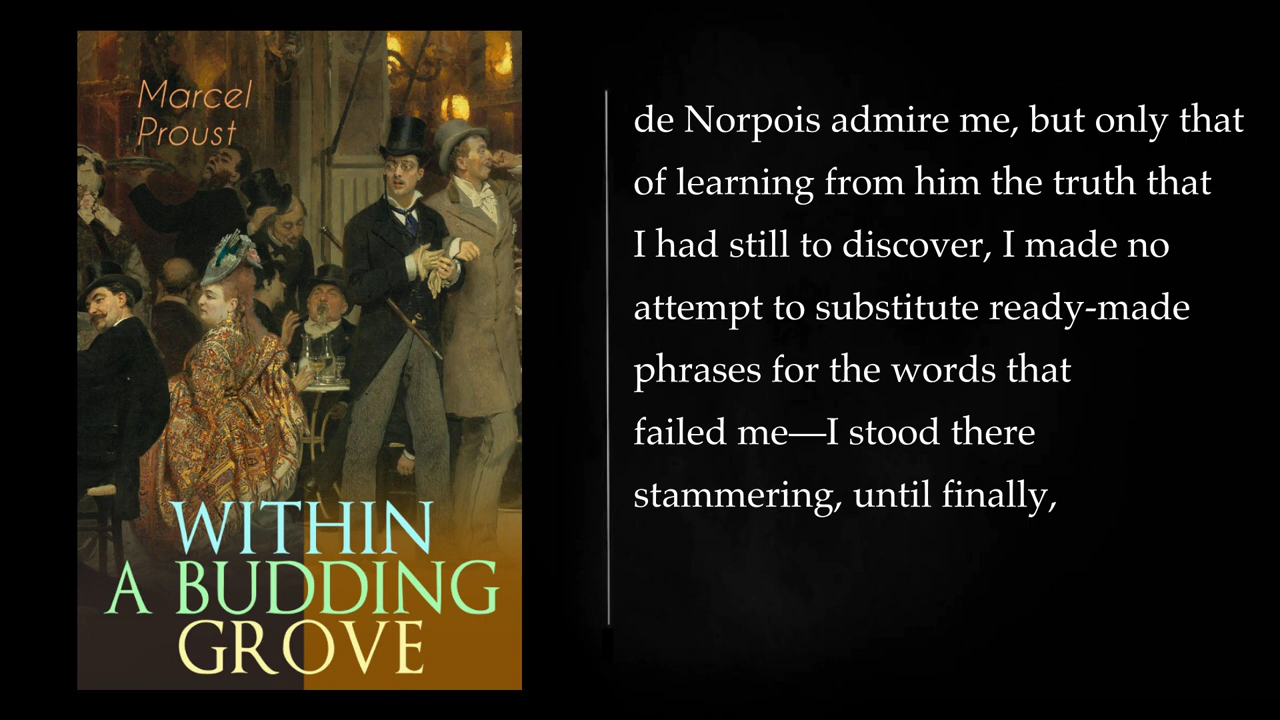 Marcel
Proust
WITHIN
A BUDDING
GROVE
de Norpois admire me, but only that
of learning from him the truth that
I had still to discover, I made no
attempt to substitute ready-made
phrases for the words that
failed me—I stood there
stammering, until finally,